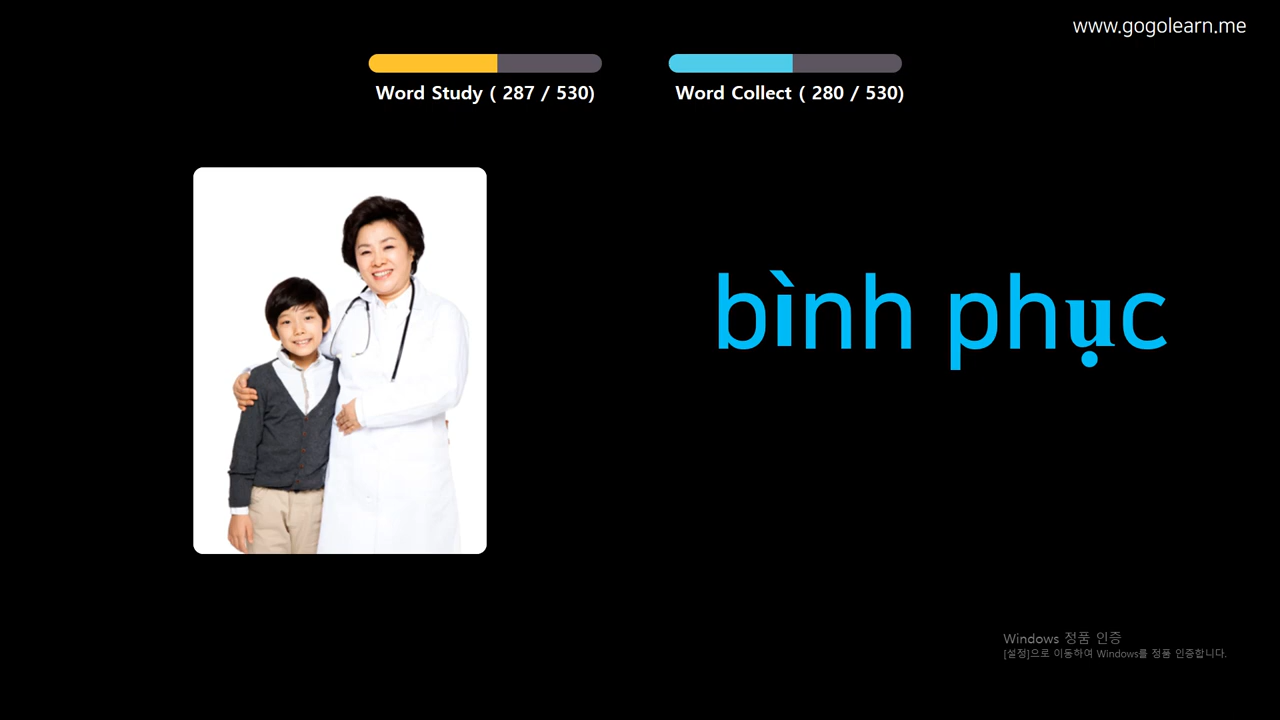 www.gogolearn.me
Word Study ( 287 / 530)
Word Collect ( 280 / 530)
bình phục
Windows 정품 인증
[설정]으로 이동하여 Windows를 정품 인증합니다.